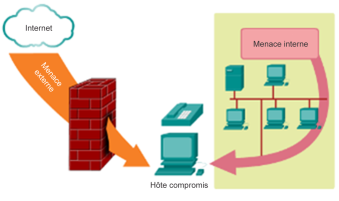 Internet
Menace interne
Menace
externe
Hôte compromis